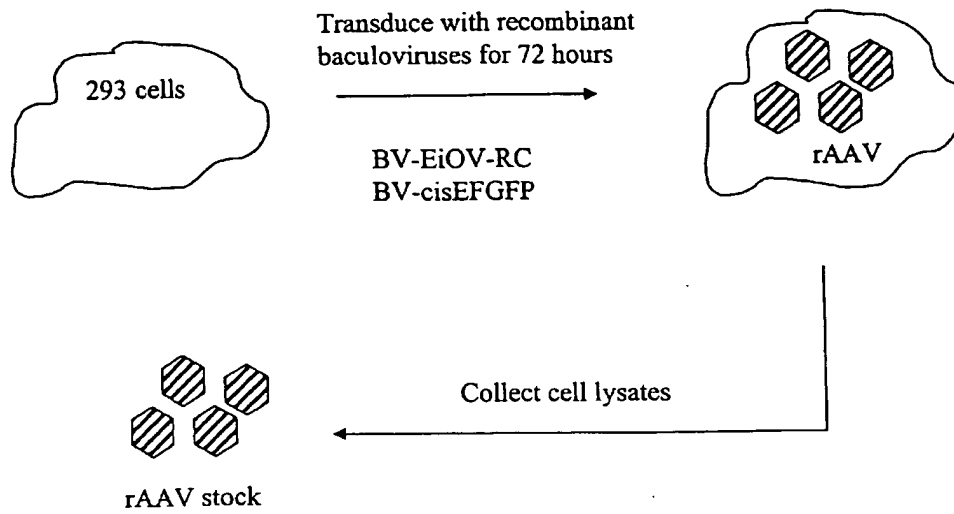 293 cells
Transduce with recombinant
baculoviruses for 72 hours
BV-EiOV-RC
BV-cisEFGFP
rAAV
Collect cell lysates
rAAV stock